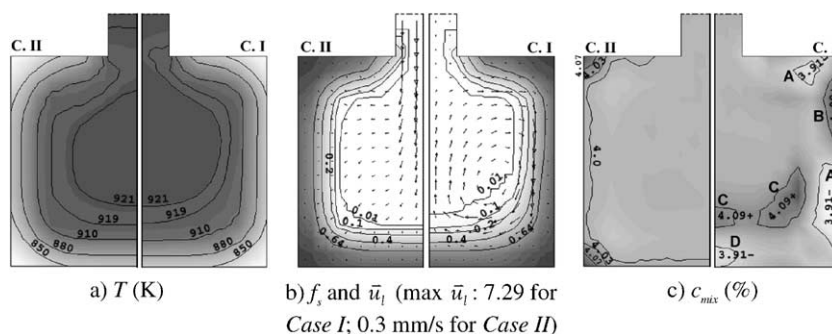 C. II
C. I
921
921
919
919
910
910
880
880
850
850
a) T (K)
C. II
C. I
0.2
0.01
0.01
0.1
0.1
0.2
0.64
0.4
0.4
0.64
b) fs and ūl (max ūl : 7.29 for
Case I; 0.3 mm/s for Case II)
C. II
C. I
4.07
4.03
4.0
4-03
4.07
A
3.91-
B
A
3.91-
C
4.09+
C
4.09+
D
3.91-
c) cmix (%)